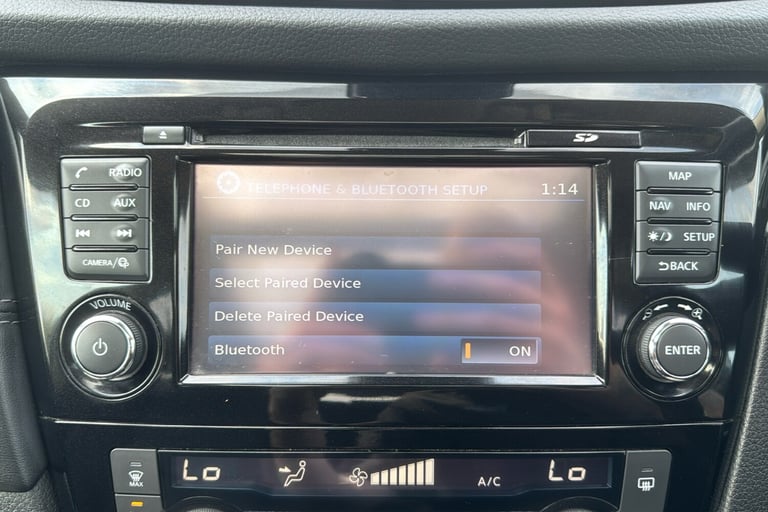 SD
RADIO
CD AUX
CAMERA/
VOLUME
TELEPHONE & BLUETOOTH SETUP 1:14
Pair New Device
Select Paired Device
Delete Paired Device
Bluetooth ON
MAP
NAV INFO
SETUP
BACK
ENTER
MAX
Lo
A/C
Lo